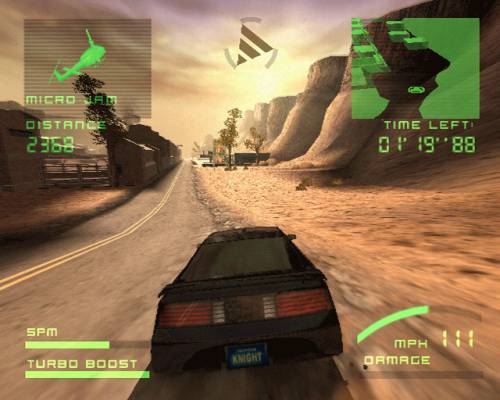 MICRO JAM
DISTANCE
2368
TIME LEFT:
01'19''88
SPM
TURBO BOOST
MPH 111
DAMAGE
KNIGHT